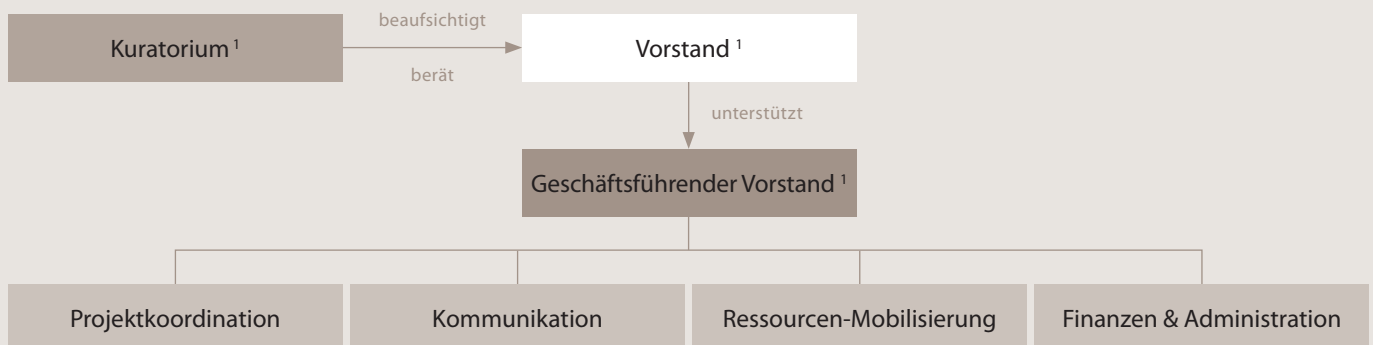 beaufsichtigt
Kuratorium ¹
Vorstand ¹
berät
unterstützt
Geschäftsführender Vorstand ¹
Projektkoordination
Kommunikation
Ressourcen-Mobilisierung
Finanzen & Administration